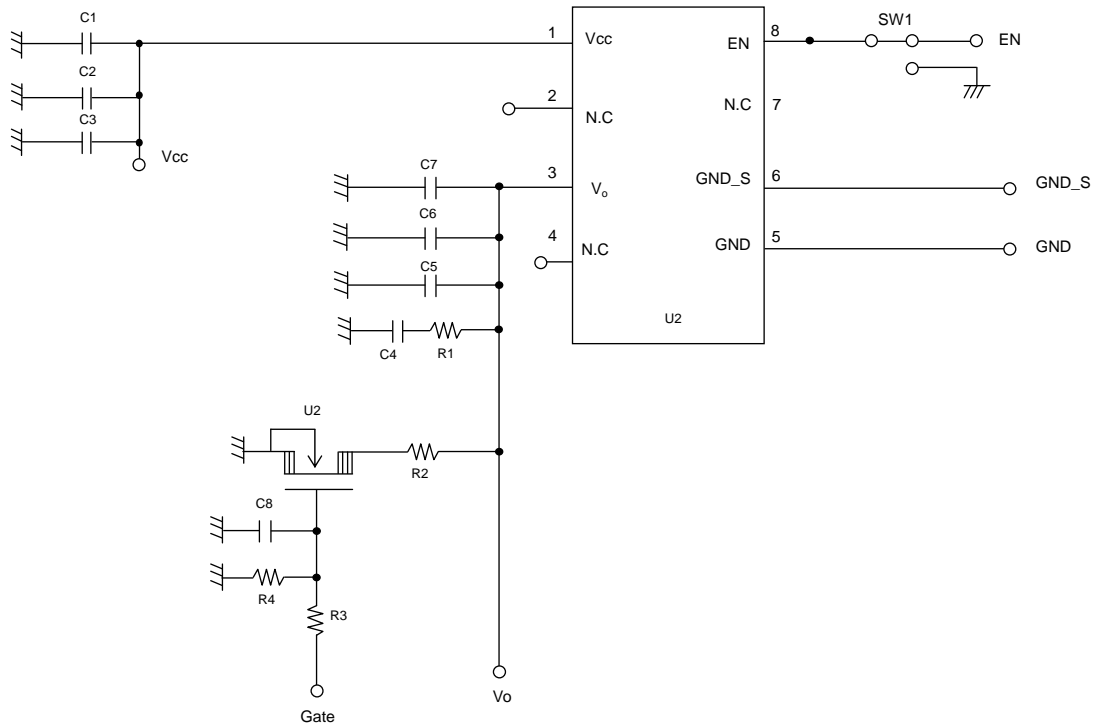 C1
SW1
1
Vcc
EN
8
EN
C2
2
N.C
N.C
7
C3
Vcc
C7
3
Vo
GND_S
6
GND_S
C6
4
N.C
GND
5
GND
C5
U2
C4
R1
U2
R2
C8
R4
R3
Vo
Gate